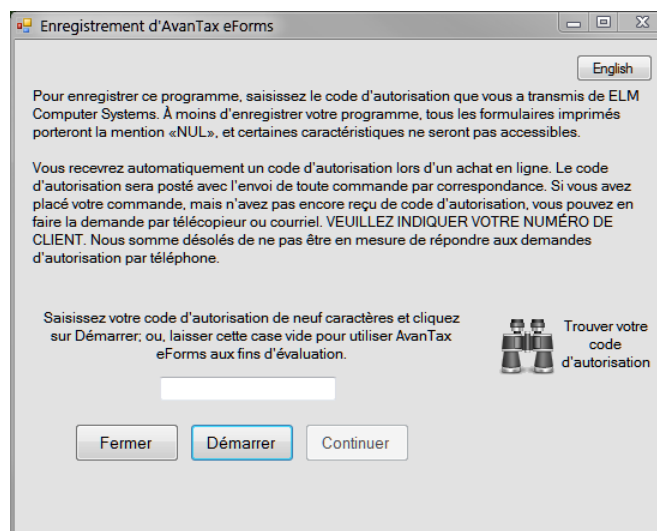 Enregistrement d'AvanTax eForms
English
Pour enregistrer ce programme, saisissez le code d'autorisation que vous a transmis de ELM
Computer Systems. À moins d'enregistrer votre programme, tous les formulaires imprimés
porteront la mention «NUL», et certaines caractéristiques ne seront pas accessibles.
Vous recevrez automatiquement un code d'autorisation lors d'un achat en ligne. Le code
d'autorisation sera posté avec l'envoi de toute commande par correspondance. Si vous avez
placé votre commande, mais n'avez pas encore reçu de code d'autorisation, vous pouvez en
faire la demande par télécopieur ou courriel. VEUILLEZ INDIQUER VOTRE NUMÉRO DE
CLIENT. Nous somme désolés de ne pas être en mesure de répondre aux demandes
d'autorisation par téléphone.
Saisissez votre code d'autorisation de neuf caractères et cliquez
sur Démarrer; ou, laisser cette case vide pour utiliser AvanTax
eForms aux fins d'évaluation.
Trouver votre
code
d'autorisation
Fermer
Démarrer
Continuer